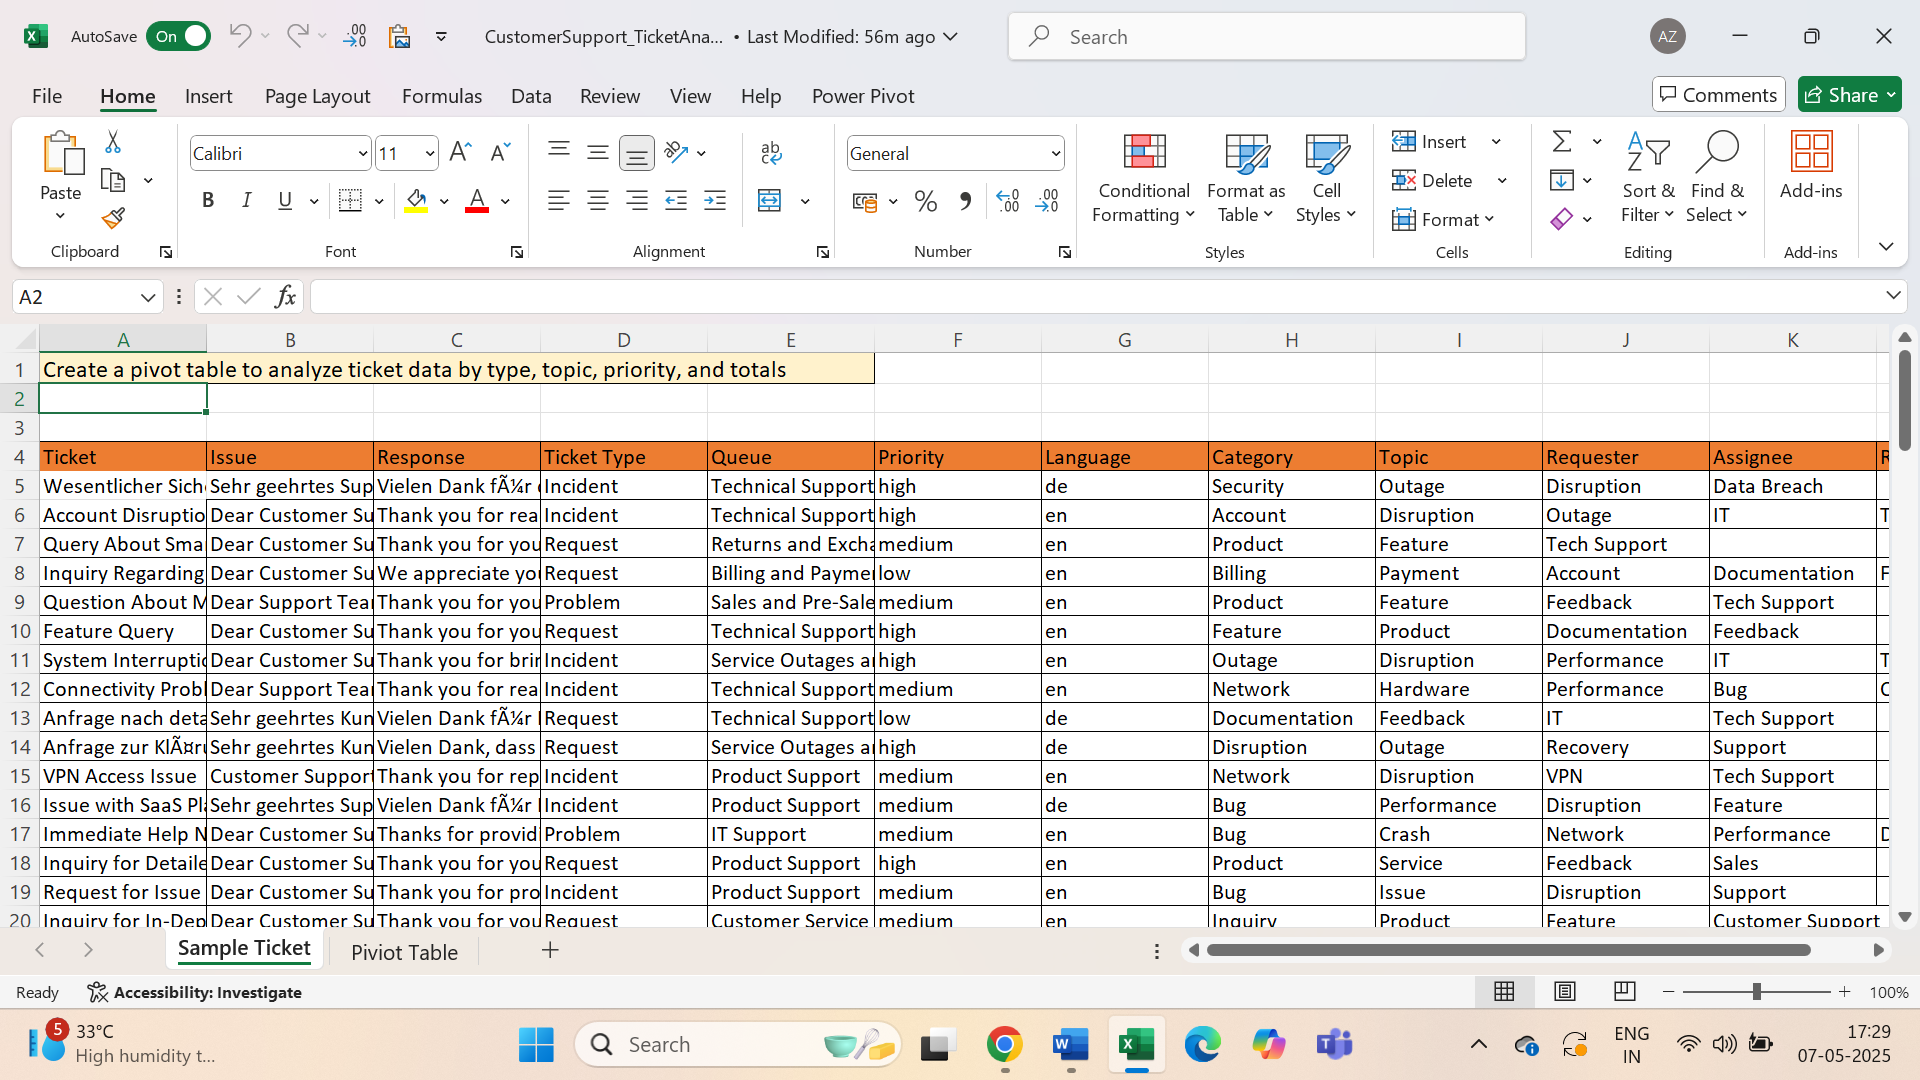 AutoSave On CustomerSupport_TicketAna... • Last Modified: 56m ago Search AZ
File Home Insert Page Layout Formulas Data Review View Help Power Pivot Comments Share
Paste Calibri 11 General Conditional Formatting Format as Table Cell Styles Insert Delete Format Sort & Filter Find & Select Add-ins
Clipboard Font Alignment Number Styles Cells Editing Add-ins
A2 fx
A B C D E F G H I J K
1 Create a pivot table to analyze ticket data by type, topic, priority, and totals
2
3
4 Ticket Issue Response Ticket Type Queue Priority Language Category Topic Requester Assignee R
5 Wesentlicher Sich Sehr geehrtes Sup Vielen Dank fÃ¼r Incident Technical Support high de Security Outage Disruption Data Breach
6 Account Disruptio Dear Customer Su Thank you for rea Incident Technical Support high en Account Disruption Outage IT T
7 Query About Sma Dear Customer Su Thank you for you Request Returns and Excha medium en Product Feature Tech Support
8 Inquiry Regarding Dear Customer Su We appreciate you Request Billing and Paymen low en Billing Payment Account Documentation F
9 Question About M Dear Support Tea Thank you for you Problem Sales and Pre-Sale medium en Product Feature Feedback Tech Support
10 Feature Query Dear Customer Su Thank you for you Request Technical Support high en Feature Product Documentation Feedback
11 System Interruptio Dear Customer Su Thank you for brin Incident Service Outages a high en Outage Disruption Performance IT T
12 Connectivity Probl Dear Support Tea Thank you for rea Incident Technical Support medium en Network Hardware Performance Bug C
13 Anfrage nach deta Sehr geehrtes Kun Vielen Dank fÃ¼r Request Technical Support low de Documentation Feedback IT Tech Support
14 Anfrage zur KlÃ¤ru Sehr geehrtes Kun Vielen Dank, dass Request Service Outages a high de Disruption Outage Recovery Support
15 VPN Access Issue Customer Support Thank you for rep Incident Product Support medium en Network Disruption VPN Tech Support
16 Issue with SaaS Pla Sehr geehrtes Sup Vielen Dank fÃ¼r Incident Product Support medium de Bug Performance Disruption Feature
17 Immediate Help N Dear Customer Su Thanks for provid Problem IT Support medium en Bug Crash Network Performance D
18 Inquiry for Detaile Dear Customer Su Thank you for you Request Product Support high en Product Service Feedback Sales
19 Request for Issue Dear Customer Su Thank you for pro Incident Product Support medium en Bug Issue Disruption Support
20 Inquiry for In-Dep Dear Customer Su Thank you for you Request Customer Service medium en Inquiry Product Feature Customer Support
Sample Ticket Piviot Table
Ready Accessibility: Investigate 100%
5 33°C Search ENG 17:29
High humidity t... IN 07-05-2025